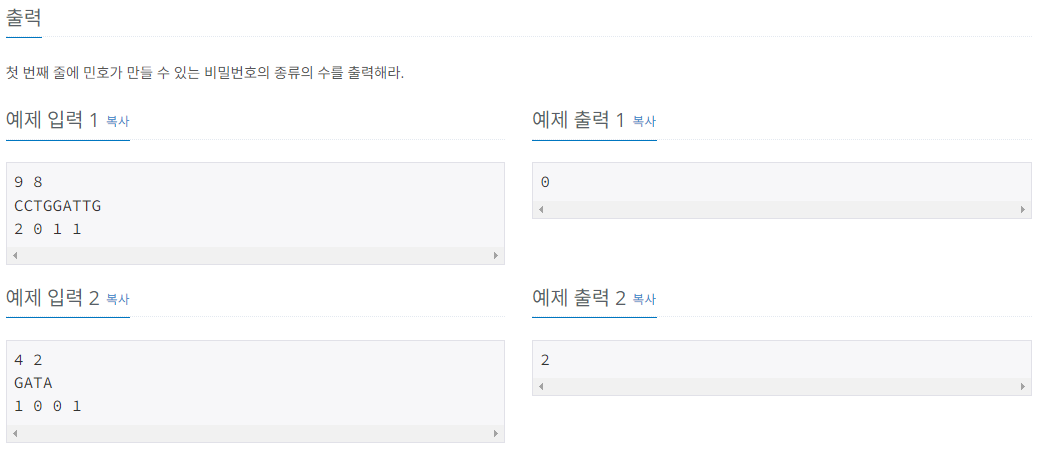 출력
첫 번째 줄에 민호가 만들 수 있는 비밀번호의 종류의 수를 출력해라.
예제 입력 1 복사
9 8
CCTGGATTG
2 0 1 1
예제 출력 1 복사
0
예제 입력 2 복사
4 2
GATA
1 0 0 1
예제 출력 2 복사
2